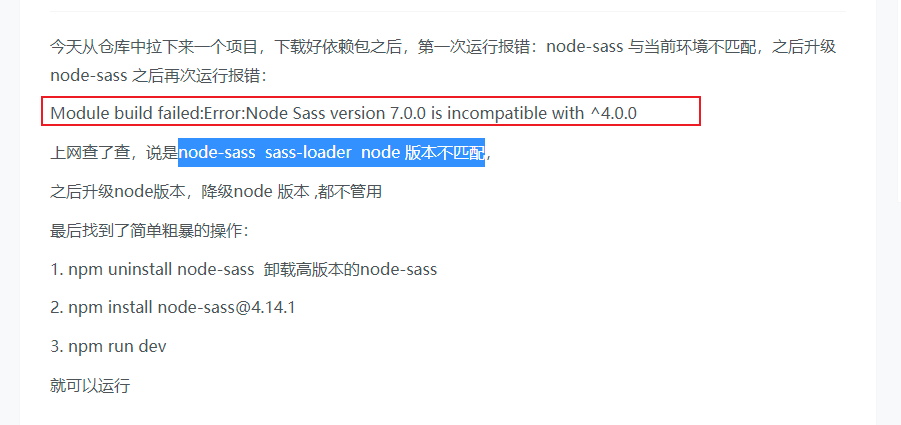 今天从仓库中拉下来一个项目，下载好依赖包之后，第一次运行报错：node-sass 与当前环境不匹配，之后升级
node-sass 之后再次运行报错：
Module build failed:Error:Node Sass version 7.0.0 is incompatible with ^4.0.0
上网查了查，说是node-sass  sass-loader  node 版本不匹配，
之后升级node版本，降级node 版本 ,都不管用
最后找到了简单粗暴的操作：
1. npm uninstall node-sass  卸载高版本的node-sass
2. npm install node-sass@4.14.1
3. npm run dev
就可以运行